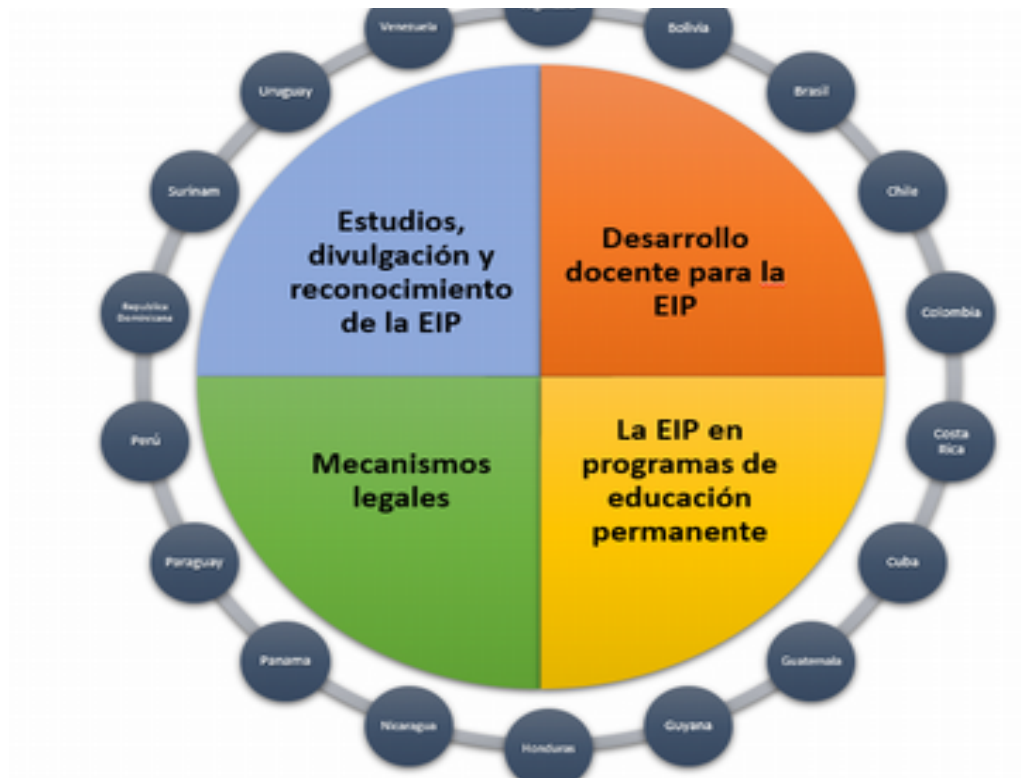 Venezuela
Bolivia
Uruguay
Brasil
Surinam
Chile
Estudios,
divulgación y
reconocimiento
de la EIP
Desarrollo
docente para la
EIP
Republica
Dominicana
Colombia
Perú
Costa
Rica
Mecanismos
legales
La EIP en
programas de
educación
permanente
Paraguay
Cuba
Panama
Guatemala
Nicaragua
Guyana
Honduras